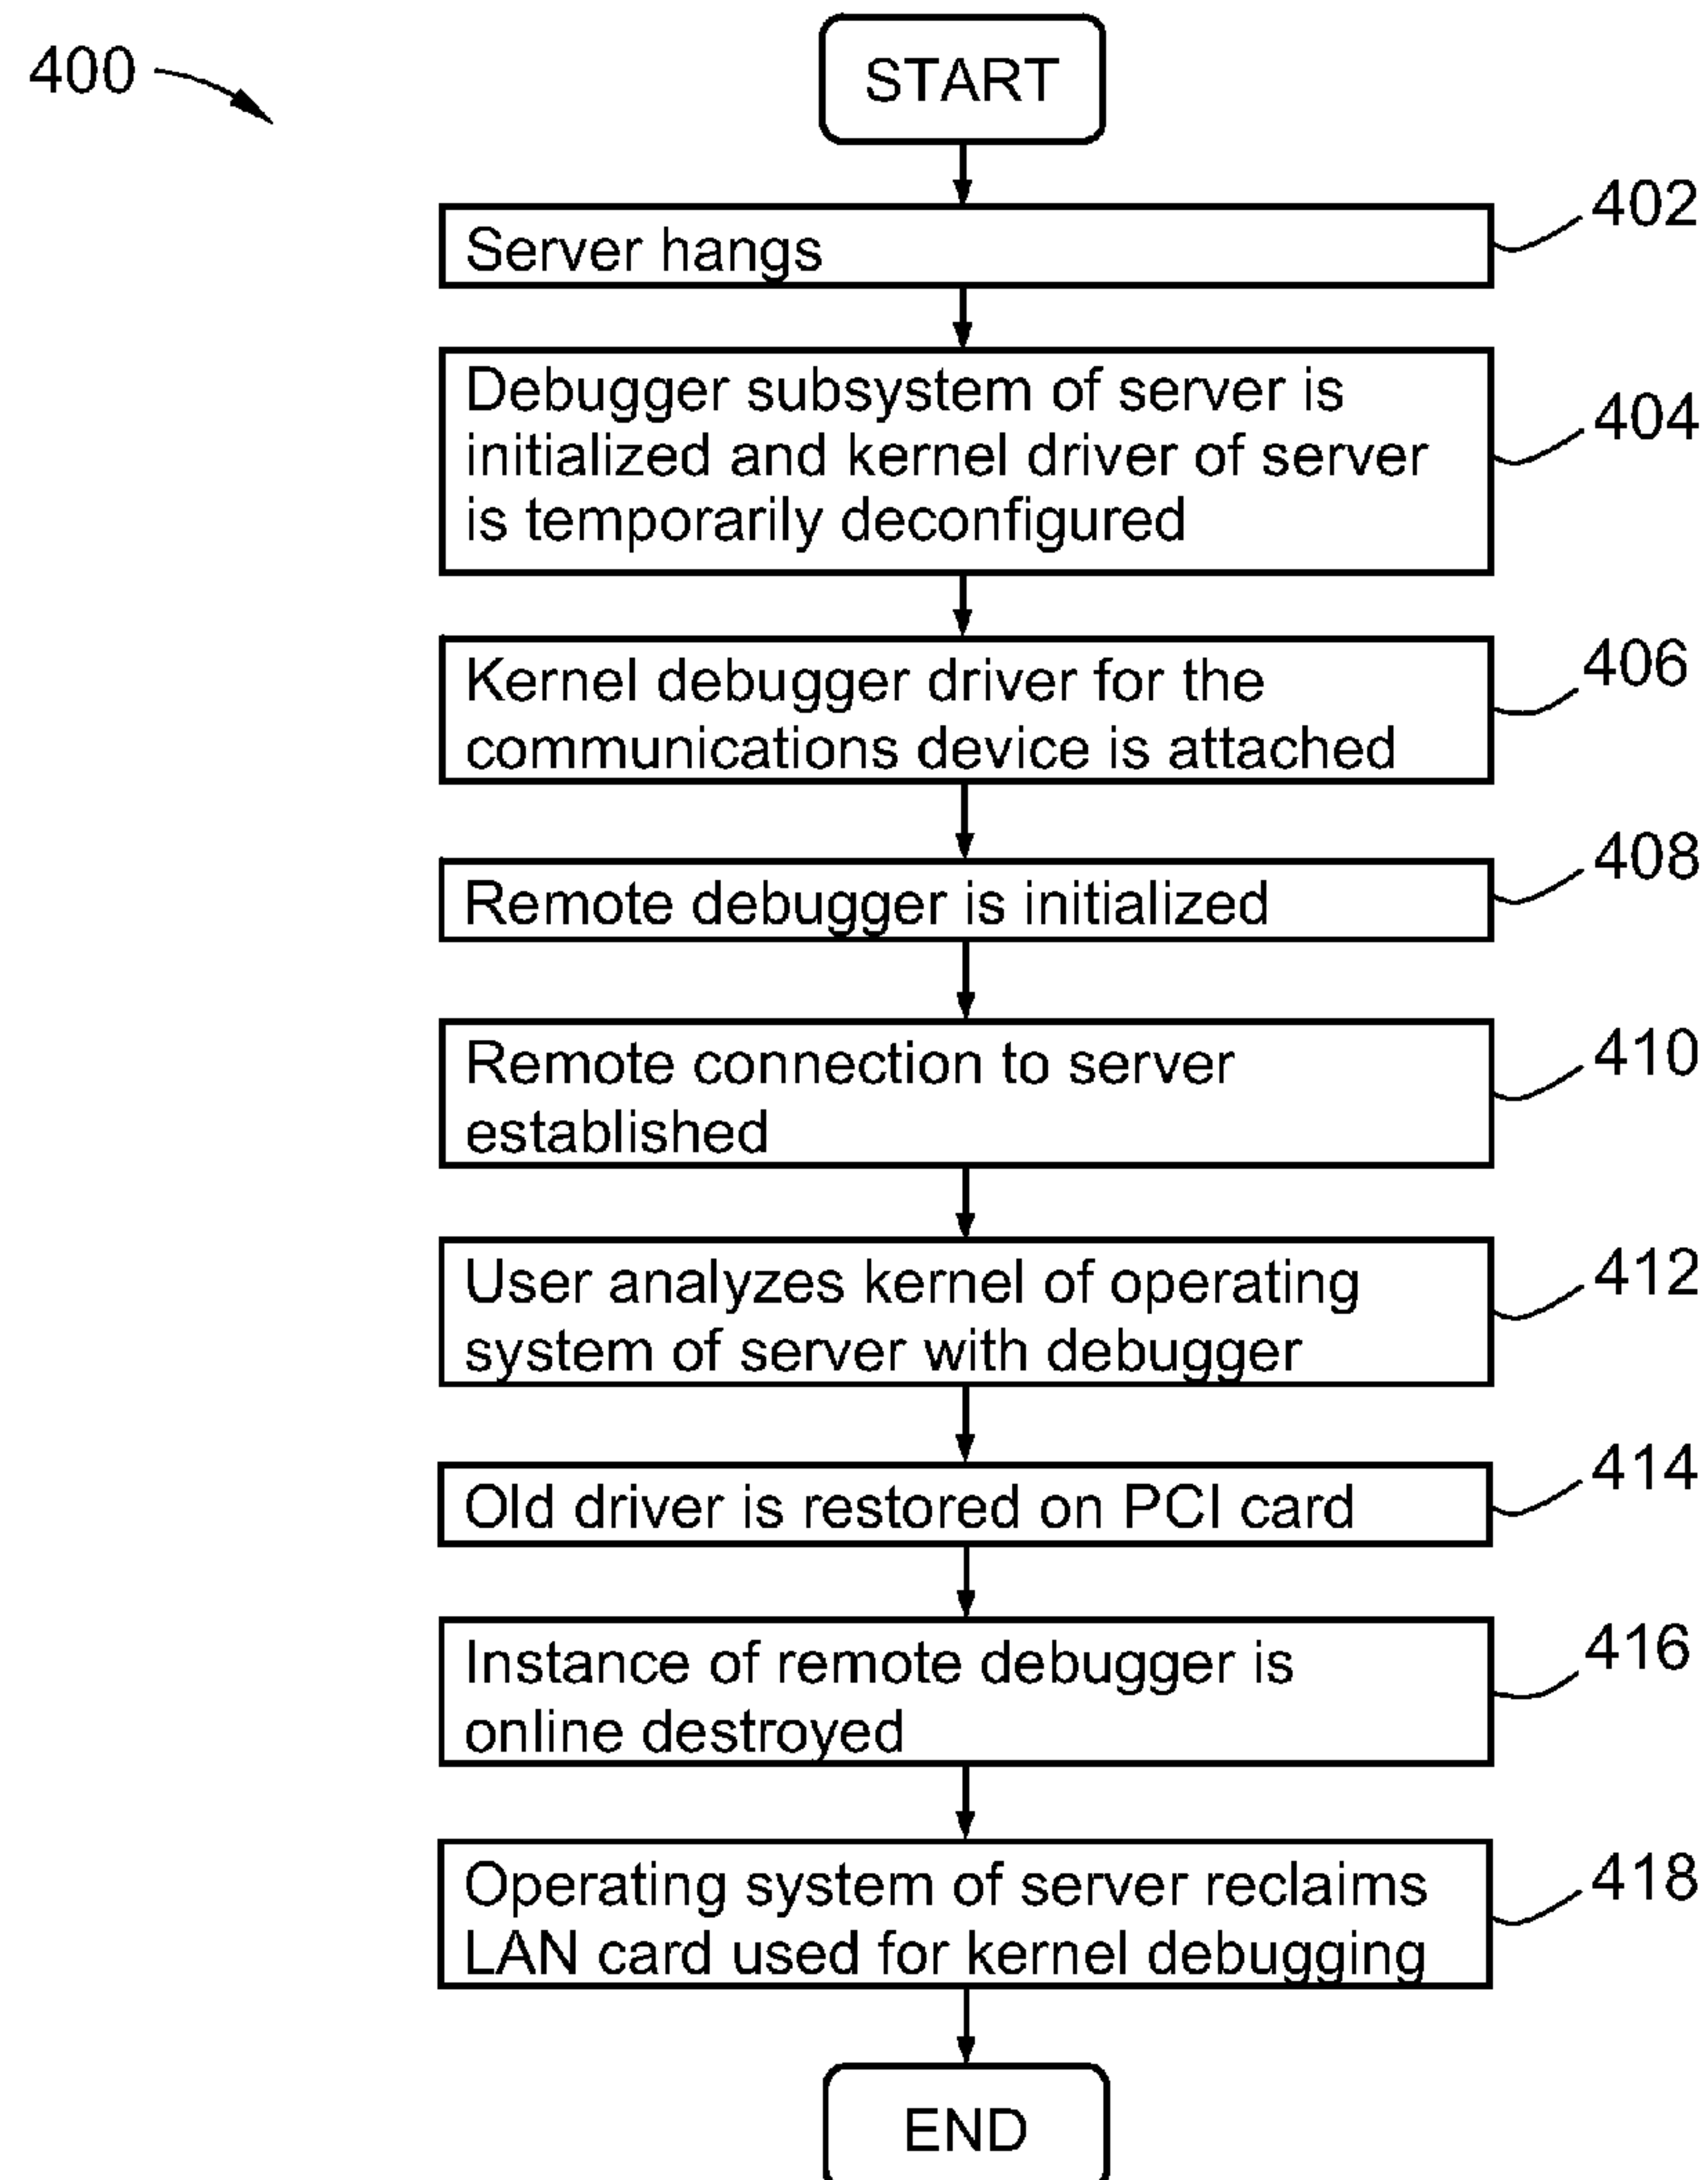 400
START
Server hangs
402
Debugger subsystem of server is
initialized and kernel driver of server
is temporarily deconfigured
404
Kernel debugger driver for the
communications device is attached
406
Remote debugger is initialized
408
Remote connection to server
established
410
User analyzes kernel of operating
system of server with debugger
412
Old driver is restored on PCI card
414
Instance of remote debugger is
online destroyed
416
Operating system of server reclaims
LAN card used for kernel debugging
418
END